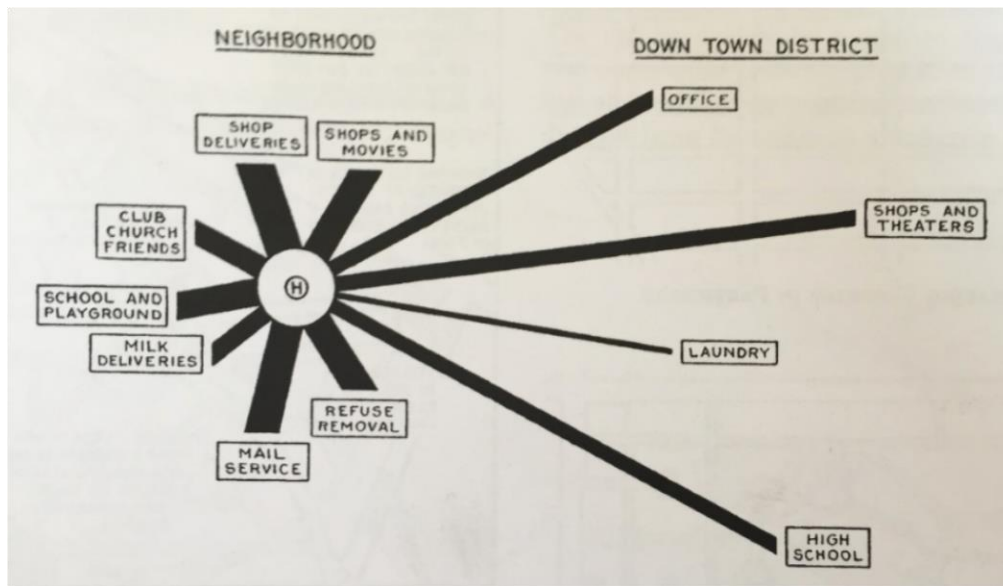 NEIGHBORHOOD
DOWN TOWN DISTRICT
SHOP
DELIVERIES
SHOPS AND
MOVIES
CLUB
CHURCH
FRIENDS
SCHOOL AND
PLAYGROUND
MILK
DELIVERIES
MAIL
SERVICE
REFUSE
REMOVAL
H
OFFICE
SHOPS AND
THEATERS
LAUNDRY
HIGH
SCHOOL